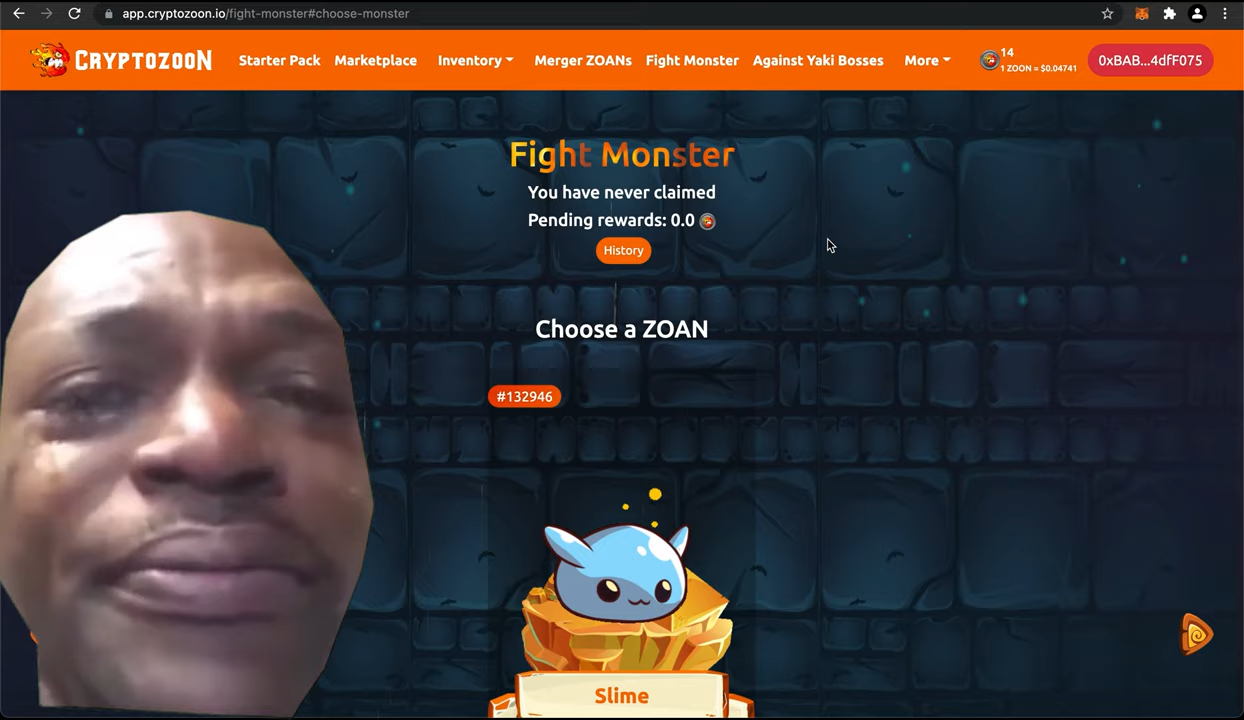 app.cryptozoon.io/fight-monster#choose-monster
CRYPTOZOON
Starter Pack
Marketplace
Inventory
Merger ZOANs
Fight Monster
Against Yaki Bosses
More
14
1 ZOON = $0.04741
0xBAB...4dfF075
Fight Monster
You have never claimed
Pending rewards: 0.0
History
Choose a ZOAN
#132946
Slime